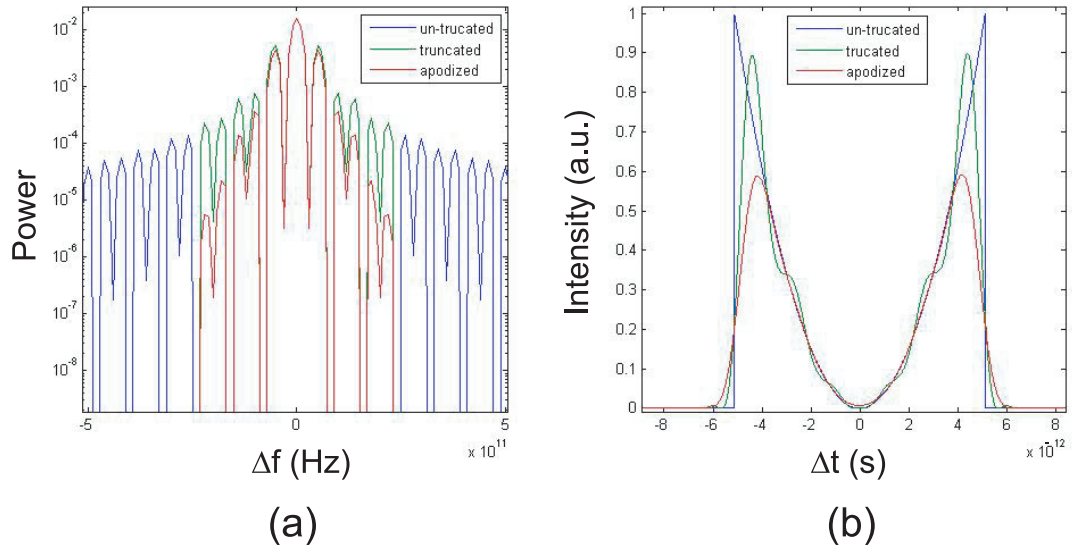 10⁻²
10⁻³
10⁻⁴
10⁻⁵
10⁻⁶
10⁻⁷
10⁻⁸
Power
un-trucated
truncated
apodized
-5
0
5
x 10¹¹
Δf (Hz)
(a)
1
0.9
0.8
0.7
0.6
0.5
0.4
0.3
0.2
0.1
0
Intensity (a.u.)
un-trucated
trucated
apodized
-8
-6
-4
-2
0
2
4
6
8
x 10⁻¹²
Δt (s)
(b)